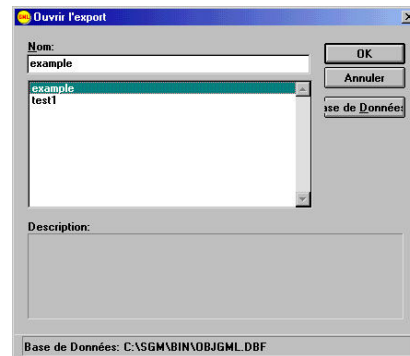 GML Ouvrir l'export
Nom:
example
example
test1
OK
Annuler
ase de Donnée
Description:
Base de Données: C:\SGM\BIN\OBJGML.DBF